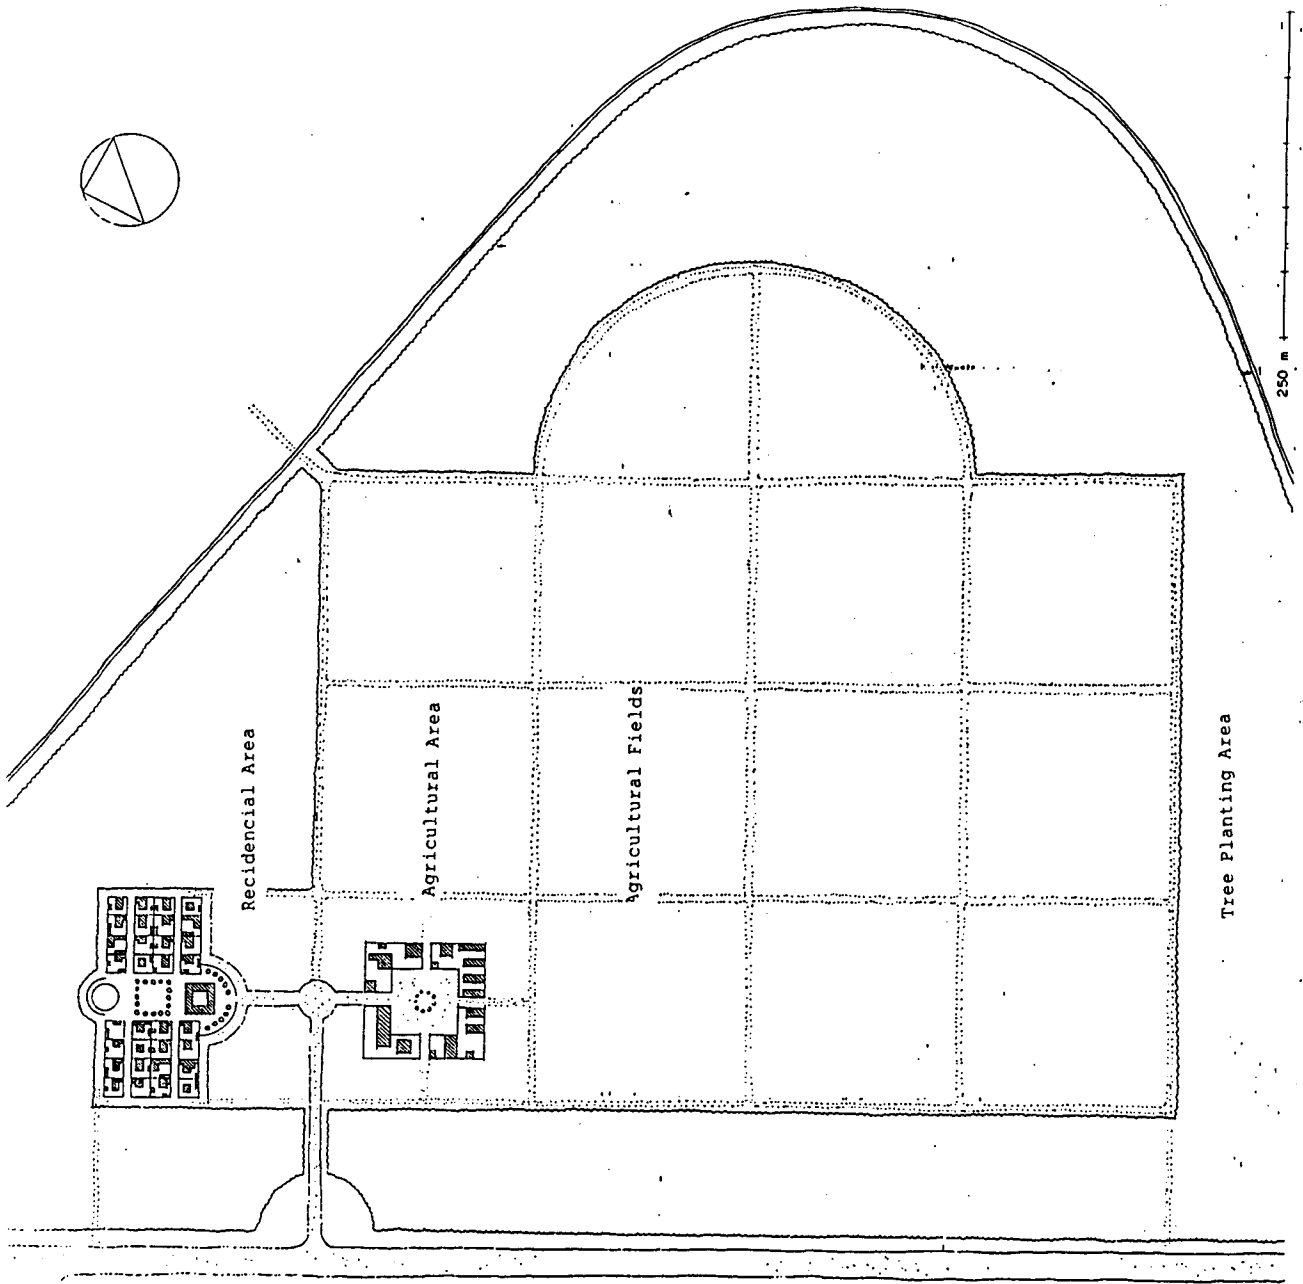 Recidencial Area
Agricultural Area
Agricultural Fields
Tree Planting Area
250 m